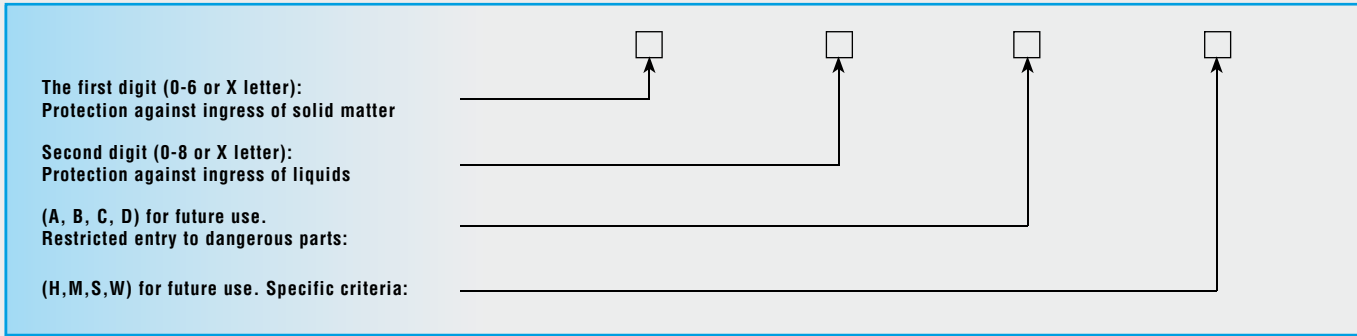 The first digit (0-6 or X letter):
Protection against ingress of solid matter
Second digit (0-8 or X letter):
Protection against ingress of liquids
(A, B, C, D) for future use.
Restricted entry to dangerous parts:
(H,M,S,W) for future use. Specific criteria: